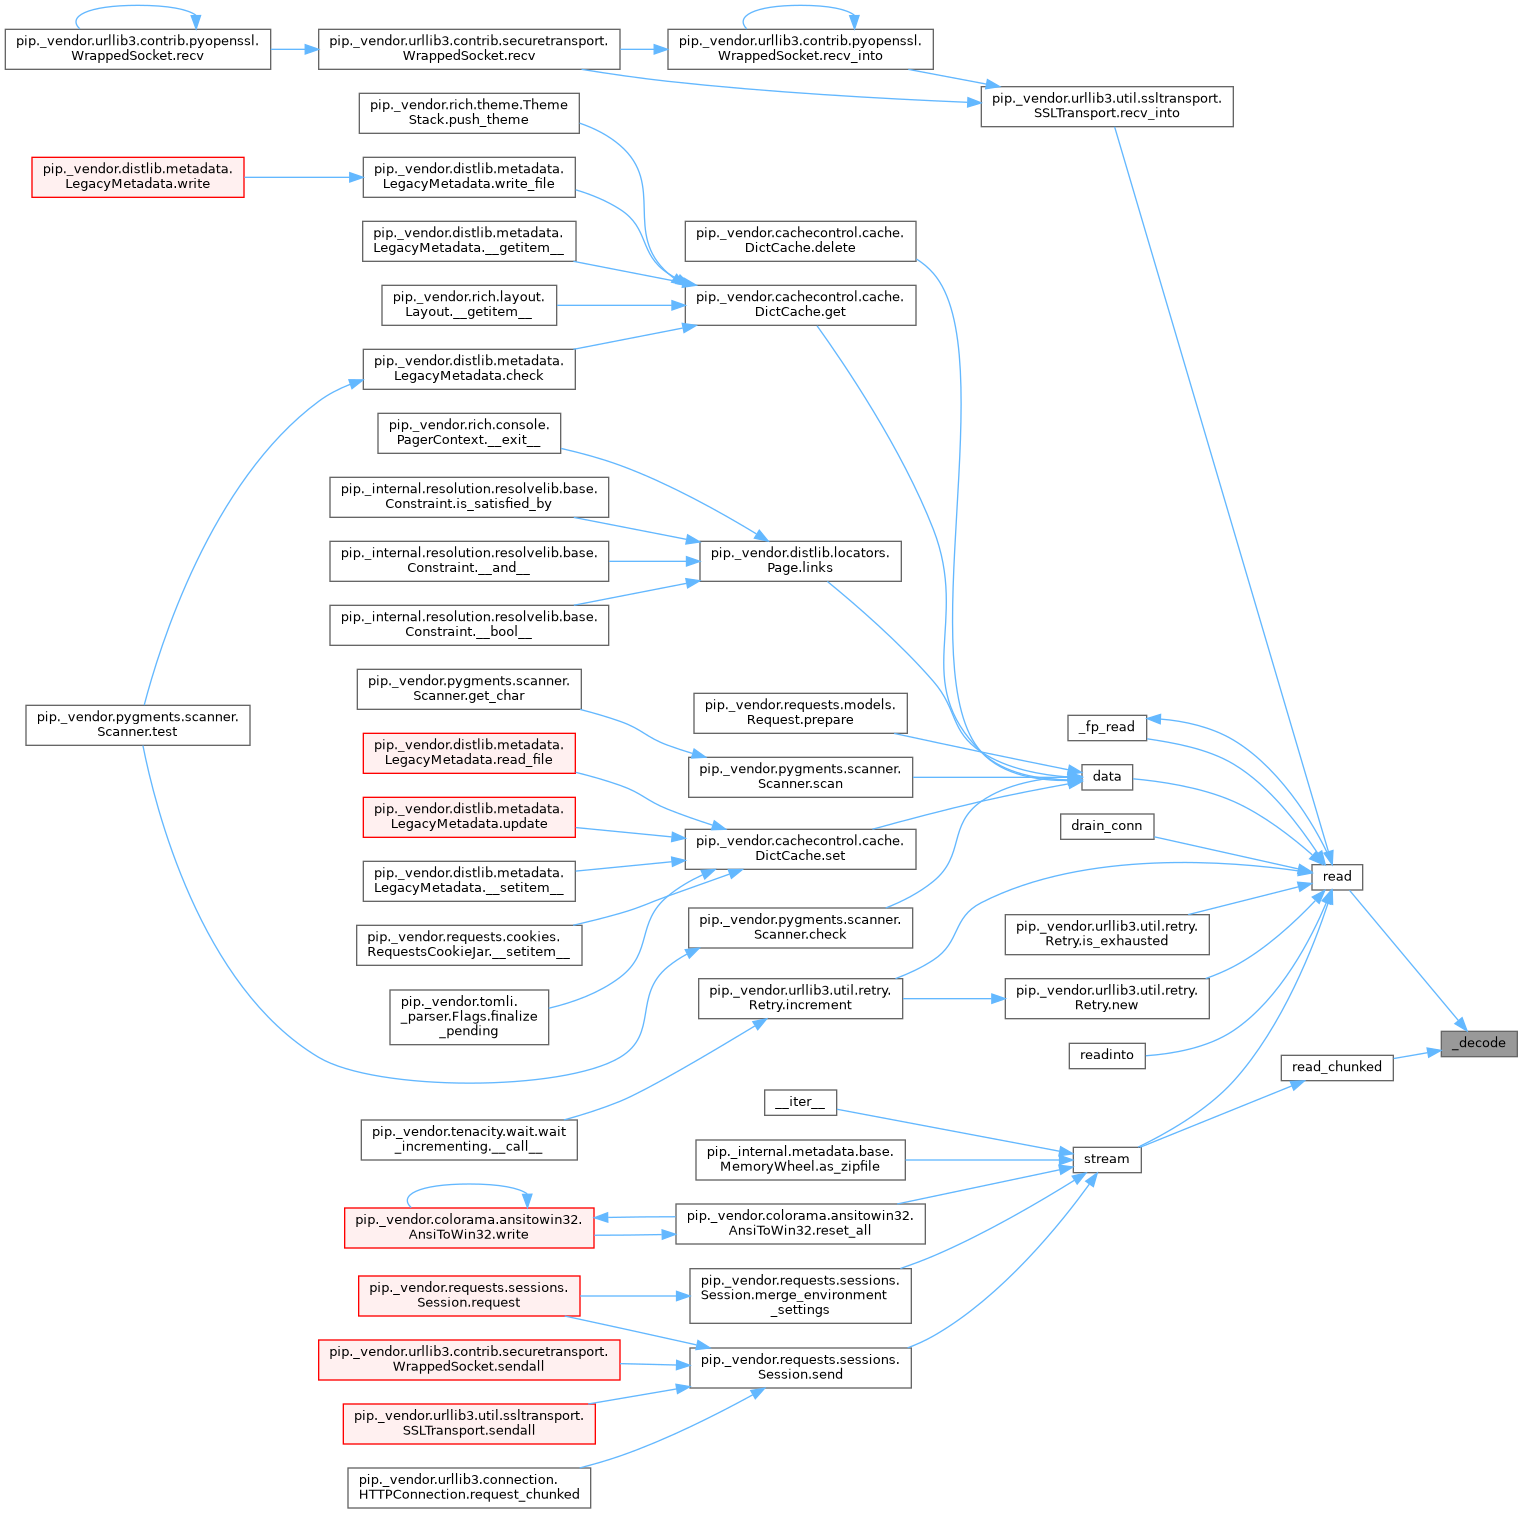 pip._vendor.urllib3.contrib.pyopenssl.
WrappedSocket.recv
pip._vendor.urllib3.contrib.securetransport.
WrappedSocket.recv
pip._vendor.urllib3.contrib.pyopenssl.
WrappedSocket.recv_into
pip._vendor.urllib3.util.ssltransport.
SSLTransport.recv_into
pip._vendor.rich.theme.Theme
Stack.push_theme
pip._vendor.distlib.metadata.
LegacyMetadata.write
pip._vendor.distlib.metadata.
LegacyMetadata.write_file
pip._vendor.distlib.metadata.
LegacyMetadata.__getitem__
pip._vendor.cachecontrol.cache.
DictCache.delete
pip._vendor.rich.layout.
Layout.__getitem__
pip._vendor.cachecontrol.cache.
DictCache.get
pip._vendor.distlib.metadata.
LegacyMetadata.check
pip._vendor.rich.console.
PagerContext.__exit__
pip._internal.resolution.resolvelib.base.
Constraint.is_satisfied_by
pip._internal.resolution.resolvelib.base.
Constraint.__and__
pip._vendor.distlib.locators.
Page.links
pip._internal.resolution.resolvelib.base.
Constraint.__bool__
pip._vendor.pygments.scanner.
Scanner.get_char
pip._vendor.requests.models.
Request.prepare
pip._vendor.pygments.scanner.
Scanner.test
_fp_read
pip._vendor.distlib.metadata.
LegacyMetadata.read_file
pip._vendor.pygments.scanner.
Scanner.scan
data
pip._vendor.distlib.metadata.
LegacyMetadata.update
drain_conn
pip._vendor.cachecontrol.cache.
DictCache.set
pip._vendor.distlib.metadata.
LegacyMetadata.__setitem__
read
pip._vendor.requests.cookies.
RequestsCookieJar.__setitem__
pip._vendor.pygments.scanner.
Scanner.check
pip._vendor.urllib3.util.retry.
Retry.is_exhausted
pip._vendor.tomli.
_parser.Flags.finalize
_pending
pip._vendor.urllib3.util.retry.
Retry.increment
pip._vendor.urllib3.util.retry.
Retry.new
_decode
readinto
read_chunked
__iter__
pip._vendor.tenacity.wait.wait
_incrementing.__call__
pip._internal.metadata.base.
MemoryWheel.as_zipfile
stream
pip._vendor.colorama.ansitowin32.
AnsiToWin32.write
pip._vendor.colorama.ansitowin32.
AnsiToWin32.reset_all
pip._vendor.requests.sessions.
Session.request
pip._vendor.requests.sessions.
Session.merge_environment
_settings
pip._vendor.urllib3.contrib.securetransport.
WrappedSocket.sendall
pip._vendor.requests.sessions.
Session.send
pip._vendor.urllib3.util.ssltransport.
SSLTransport.sendall
pip._vendor.urllib3.connection.
HTTPConnection.request_chunked